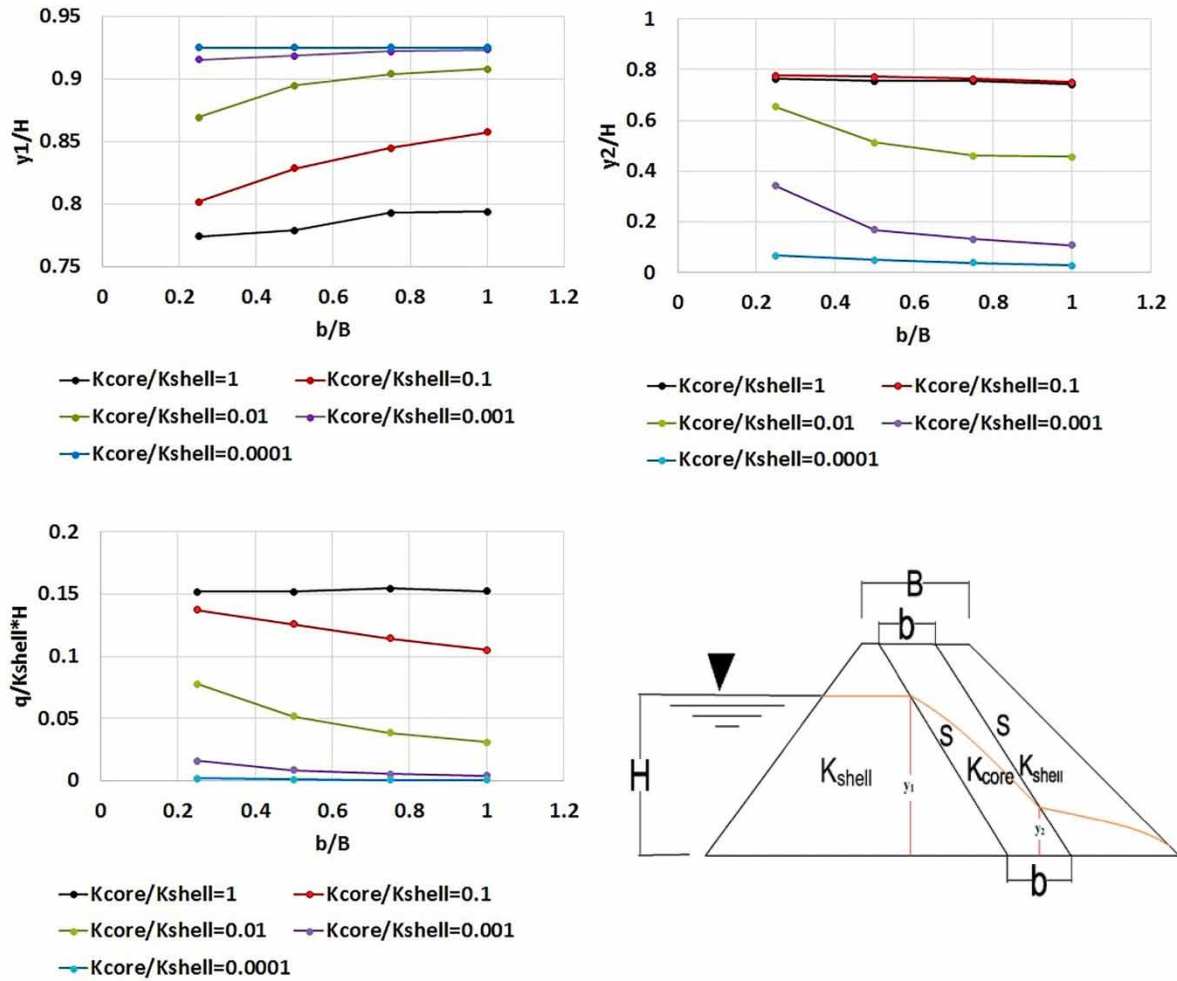 0.95
0.9
0.85
0.8
0.75
y1/H
0 0.2 0.4 0.6 0.8 1 1.2
b/B
Kcore/Kshell=1 Kcore/Kshell=0.1
Kcore/Kshell=0.01 Kcore/Kshell=0.001
Kcore/Kshell=0.0001
1
0.8
0.6
0.4
0.2
0
y2/H
0 0.2 0.4 0.6 0.8 1 1.2
b/B
Kcore/Kshell=1 Kcore/Kshell=0.1
Kcore/Kshell=0.01 Kcore/Kshell=0.001
Kcore/Kshell=0.0001
0.2
0.15
0.1
0.05
0
q/Kshell*H
0 0.2 0.4 0.6 0.8 1 1.2
b/B
Kcore/Kshell=1 Kcore/Kshell=0.1
Kcore/Kshell=0.01 Kcore/Kshell=0.001
Kcore/Kshell=0.0001
B
b
H
Kshell
y1
S
Kcore
S
Kshell
y2
b